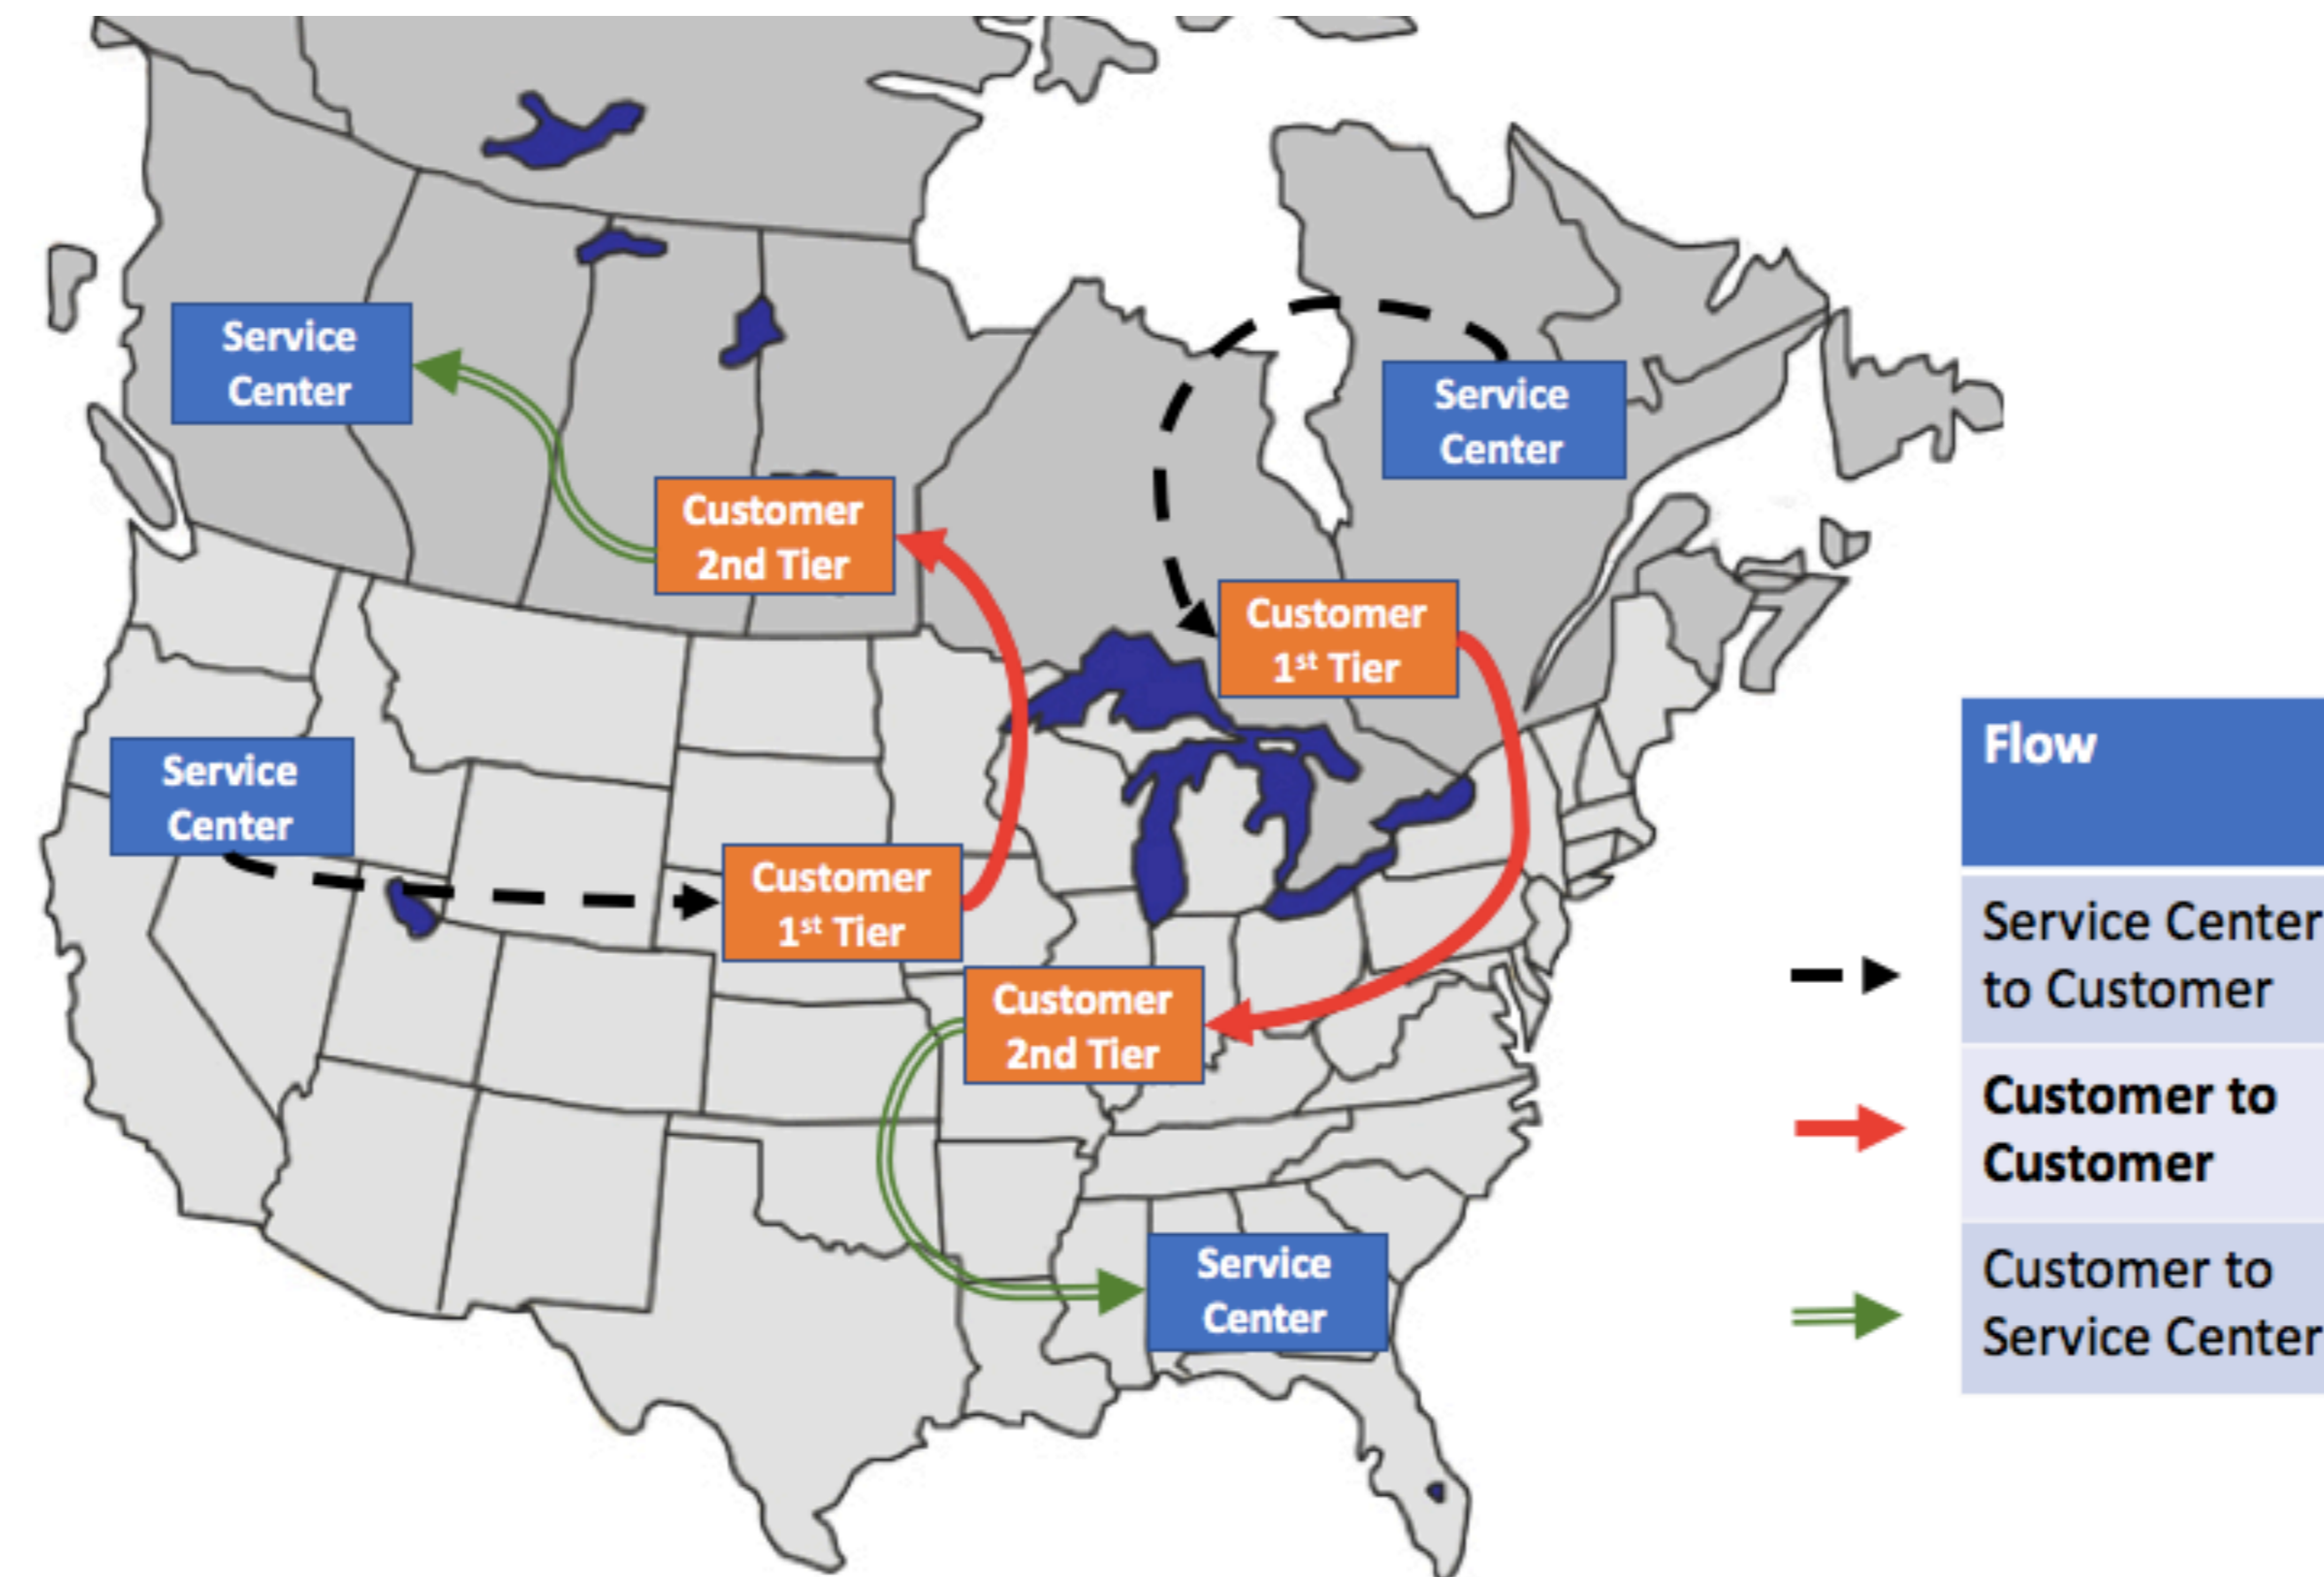 Service
Center
Service
Center
Customer
2nd Tier
Customer
1st Tier
Service
Center
Customer
1st Tier
Customer
2nd Tier
Service
Center
Flow
Service Center
to Customer
Customer to
Customer
Customer to
Service Center